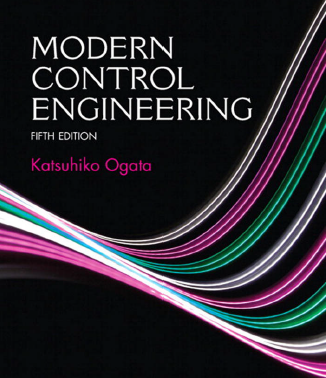 MODERN
CONTROL
ENGINEERING
FIFTH EDITION
Katsuhiko Ogata